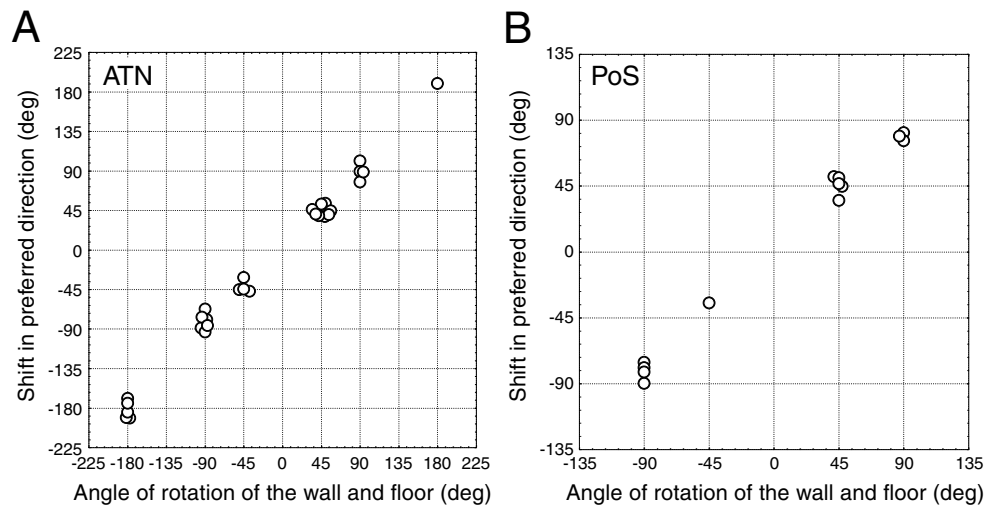 A
ATN
Shift in preferred direction (deg)
225
180
135
90
45
0
-45
-90
-135
-180
-225
-225 -180 -135 -90 -45 0 45 90 135 180 225
Angle of rotation of the wall and floor (deg)
B
PoS
Shift in preferred direction (deg)
135
90
45
0
-45
-90
-135
-135 -90 -45 0 45 90 135
Angle of rotation of the wall and floor (deg)